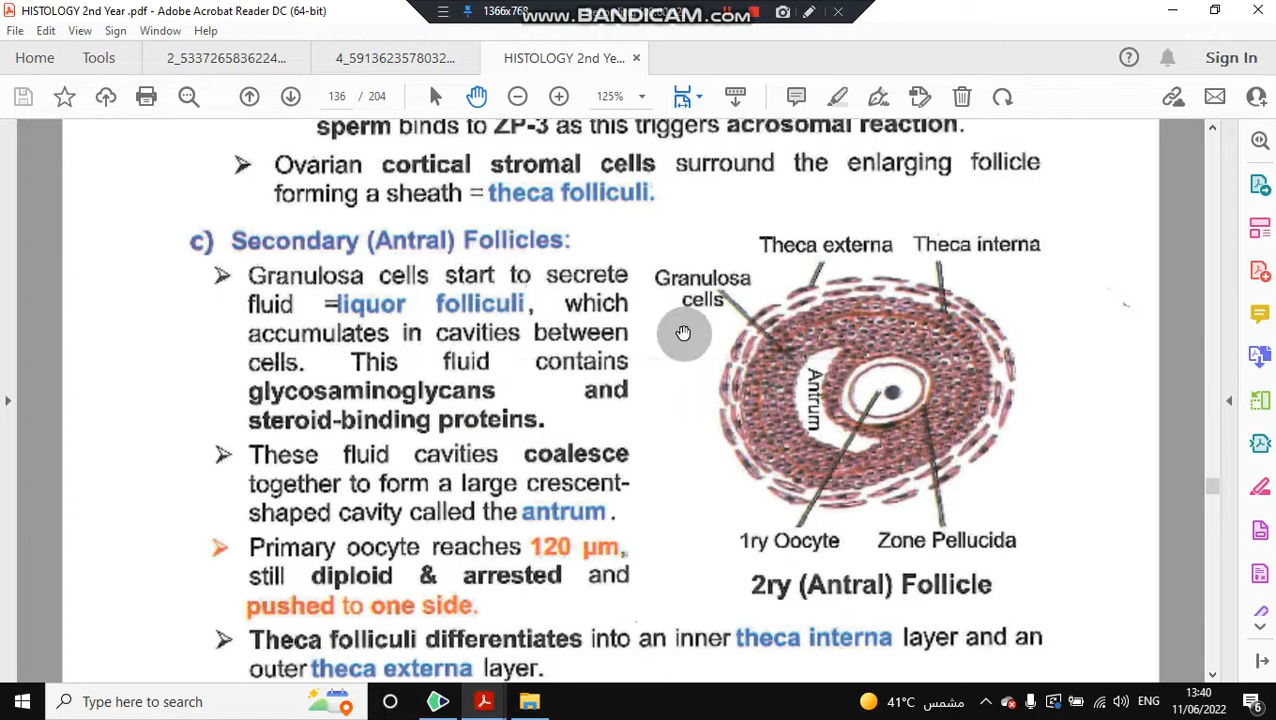 HISTOLOGY 2nd Year .pdf - Adobe Acrobat Reader DC (64-bit)
1366x768
www.BANDICAM.com
File Edit View Sign Window Help
Home Tools 2_5337265836224... 4_5913623578032... HISTOLOGY 2nd Ye... Sign In
136 / 204 125%
sperm binds to ZP-3 as this triggers acrosomal reaction.
➢ Ovarian cortical stromal cells surround the enlarging follicle
forming a sheath = theca folliculi.
c) Secondary (Antral) Follicles:
➢ Granulosa cells start to secrete
fluid =liquor folliculi, which
accumulates in cavities between
cells. This fluid contains
glycosaminoglycans and
steroid-binding proteins.
➢ These fluid cavities coalesce
together to form a large crescent-
shaped cavity called the antrum .
➢ Primary oocyte reaches 120 µm,
still diploid & arrested and
pushed to one side.
Theca externa Theca interna
Granulosa
cells
Antrum
1ry Oocyte Zone Pellucida
2ry (Antral) Follicle
➢ Theca folliculi differentiates into an inner theca interna layer and an
outer theca externa layer.
Type here to search
41°C مشمس ENG 13:40
11/06/2022
6